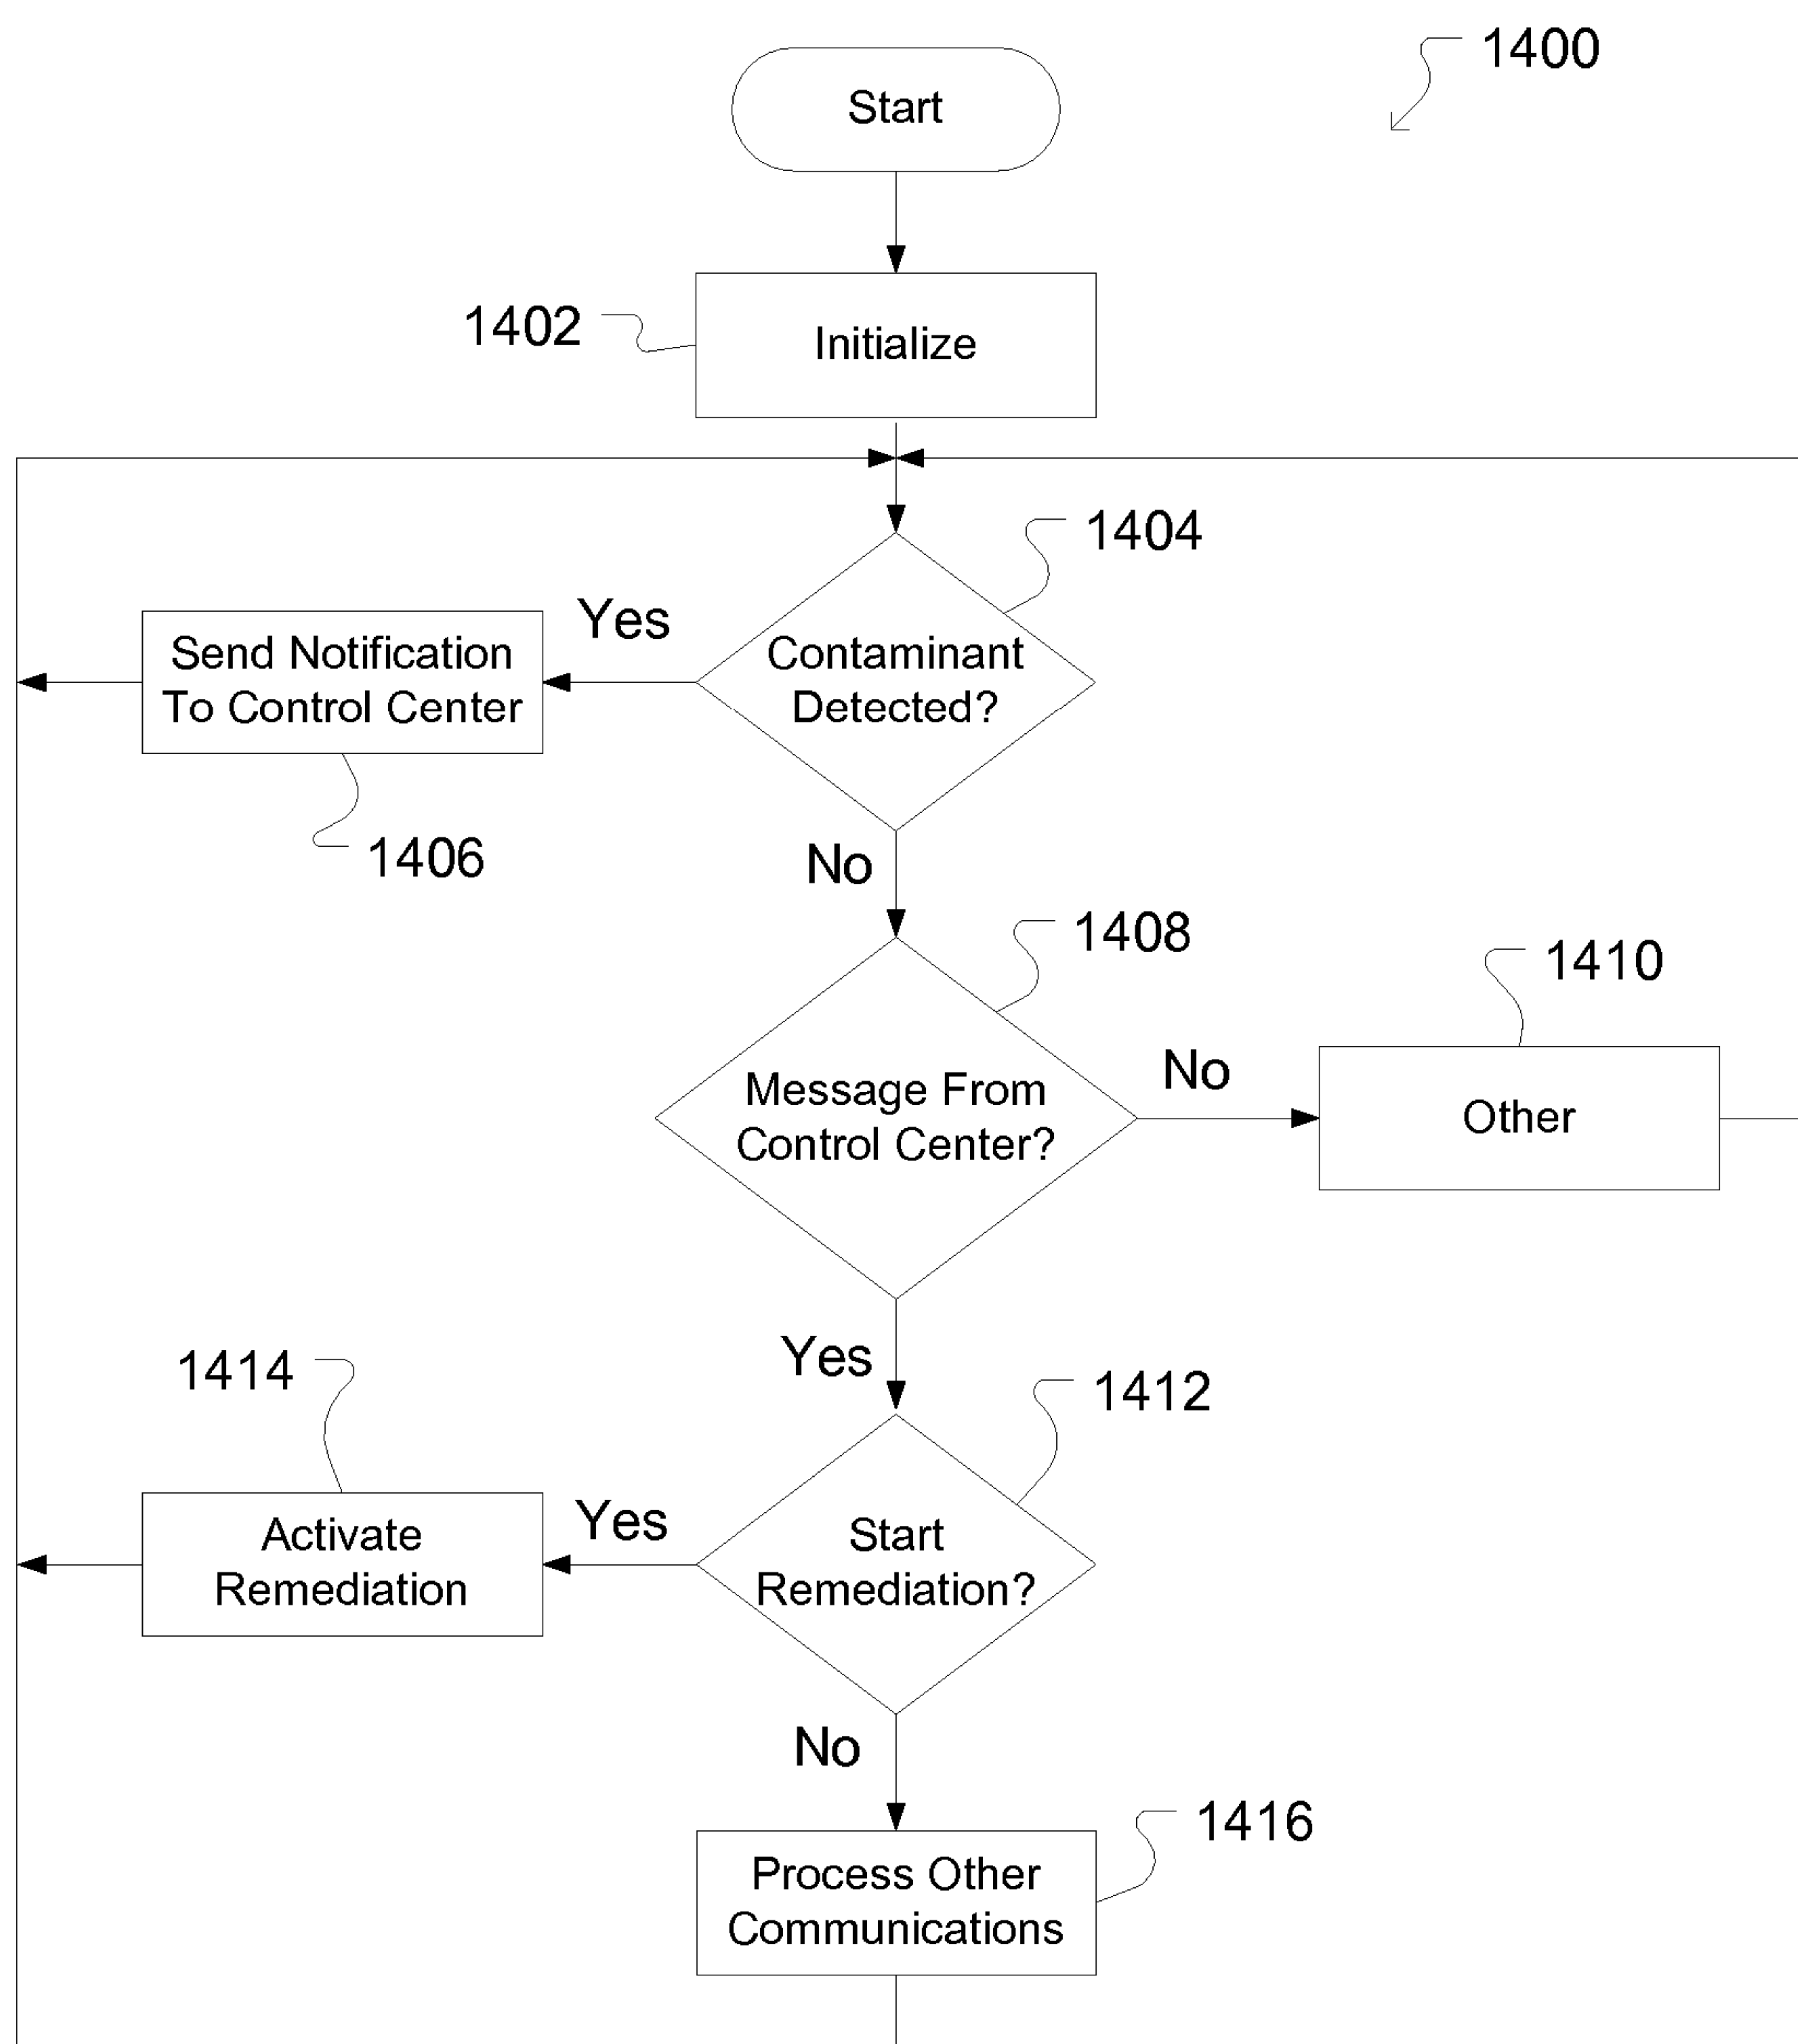 1400
Start
1402
Initialize
1404
Contaminant
Detected?
Yes
Send Notification
To Control Center
1406
No
1408
Message From
Control Center?
No
1410
Other
Yes
1412
Start
Remediation?
Yes
1414
Activate
Remediation
No
1416
Process Other
Communications